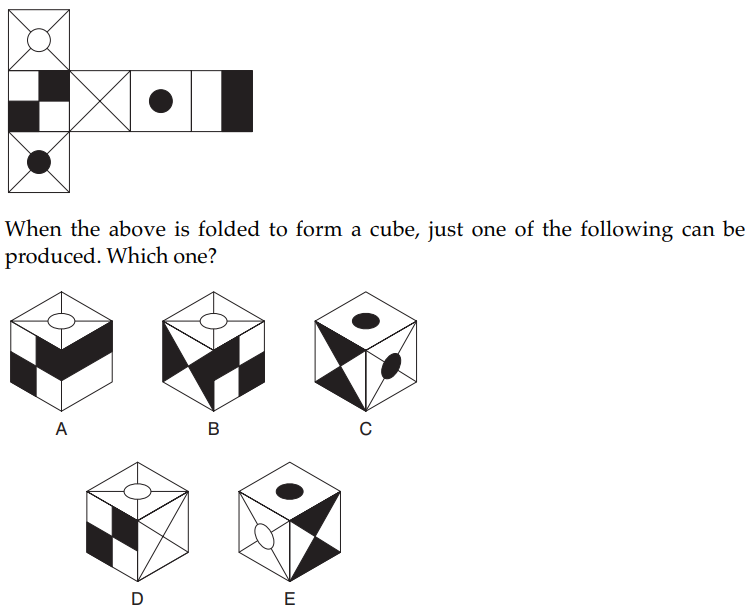 When the above is folded to form a cube, just one of the following can be
produced. Which one?
A
B
C
D
E